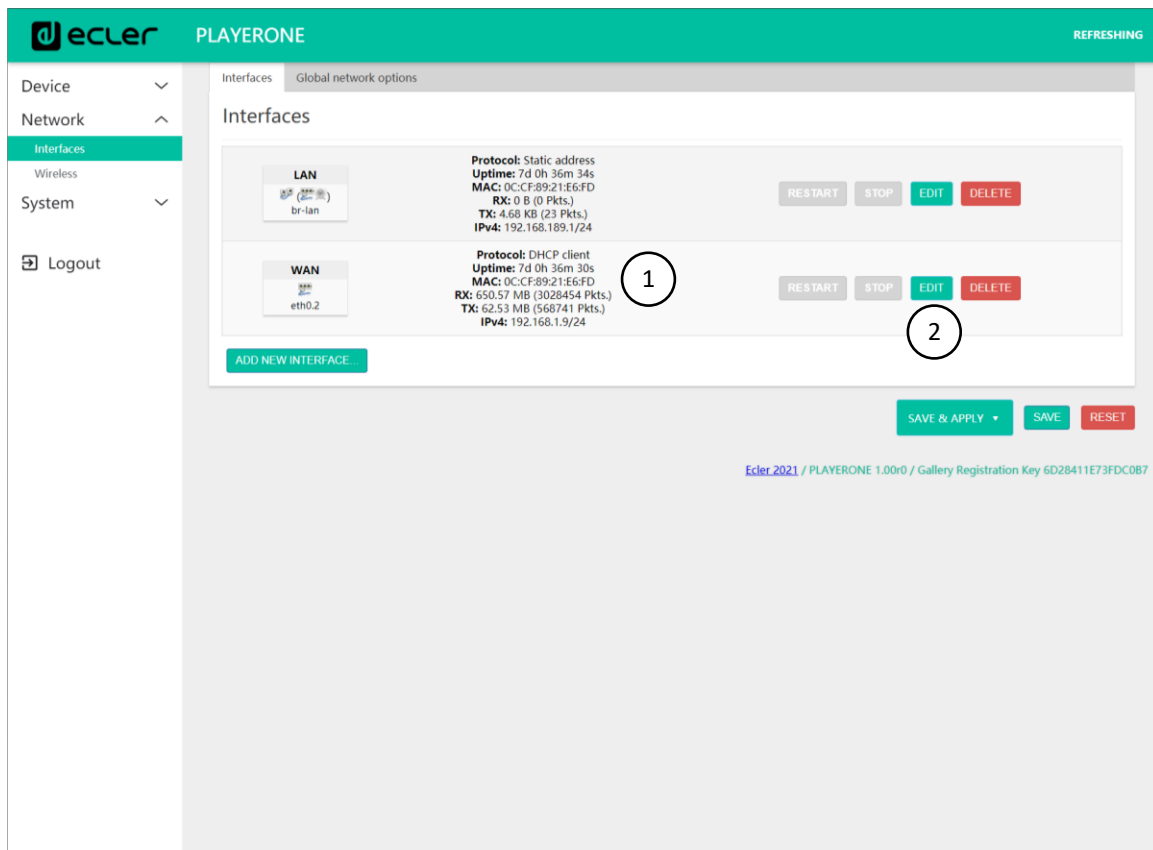 ecler
PLAYERONE
REFRESHING
Device
Network
Interfaces
Wireless
System
Logout
Interfaces
Global network options
Interfaces
LAN
br-lan
Protocol: Static address
Uptime: 7d 0h 36m 34s
MAC: 0C:CF:89:21:E6:FD
RX: 0 B (0 Pkts.)
TX: 4.68 KB (23 Pkts.)
IPv4: 192.168.189.1/24
RESTART STOP EDIT DELETE
WAN
eth0.2
Protocol: DHCP client
Uptime: 7d 0h 36m 30s
MAC: 0C:CF:89:21:E6:FD
RX: 650.57 MB (3028454 Pkts.)
TX: 62.53 MB (568741 Pkts.)
IPv4: 192.168.1.9/24
1
RESTART STOP EDIT DELETE
2
ADD NEW INTERFACE...
SAVE & APPLY SAVE RESET
Ecler 2021 / PLAYERONE 1.00r0 / Gallery Registration Key 6D28411E73FDC0B7